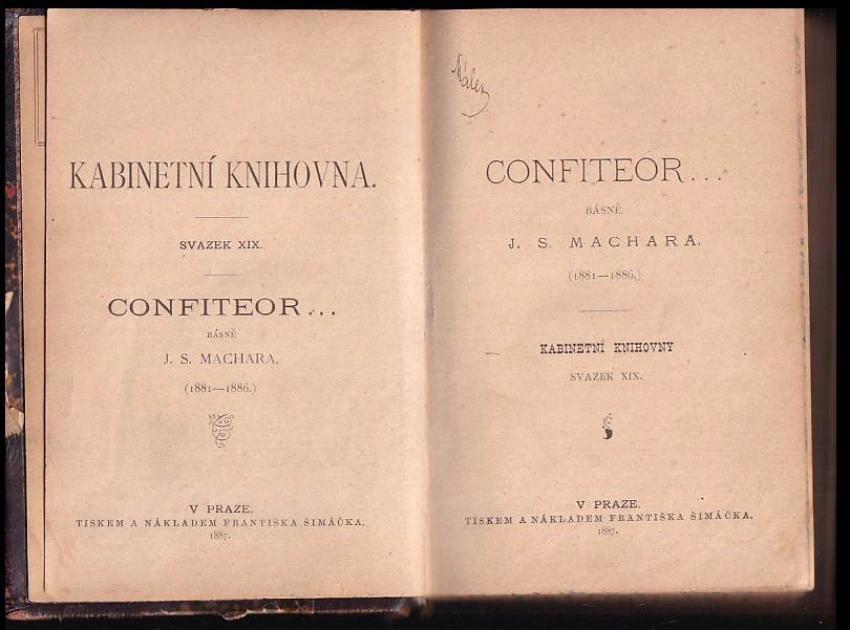 KABINETNÍ KNIHOVNA.
SVAZEK XIX.
CONFITEOR...
BÁSNĚ
J. S. MACHARA.
(1881—1886.)
V PRAZE.
TISKEM A NÁKLADEM FRANTIŠKA ŠIMÁČKA.
1887.
CONFITEOR...
BÁSNĚ
J. S. MACHARA.
(1881—1886.)
KABINETNÍ KNIHOVNY
SVAZEK XIX.
V PRAZE.
TISKEM A NÁKLADEM FRANTIŠKA ŠIMÁČKA.
1887.